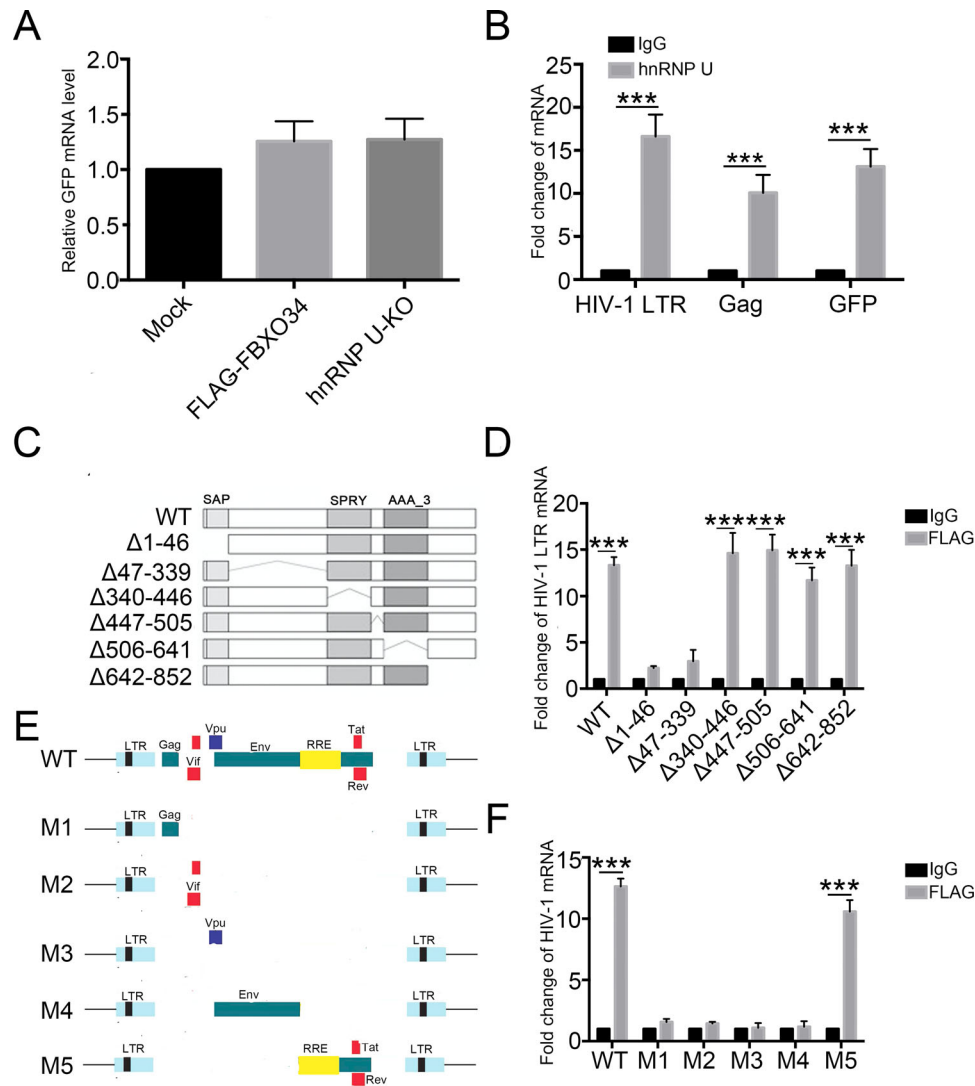 A
Relative GFP mRNA level
2.0
1.5
1.0
0.5
0.0
Mock
FLAG-FBXO34
hnRNP U-KO
B
IgG
hnRNP U
Fold change of mRNA
25
20
15
10
5
0
***
***
***
HIV-1 LTR
Gag
GFP
C
SAP
SPRY
AAA_3
WT
Δ1-46
Δ47-339
Δ340-446
Δ447-505
Δ506-641
Δ642-852
D
IgG
FLAG
Fold change of HIV-1 LTR mRNA
20
15
10
5
0
***
***
***
***
***
WT
Δ1-46
Δ47-339
Δ340-446
Δ447-505
Δ506-641
Δ642-852
E
WT
LTR
Gag
Vif
Vpu
Env
RRE
Tat
Rev
LTR
M1
LTR
Gag
LTR
M2
LTR
Vif
LTR
M3
LTR
Vpu
LTR
M4
LTR
Env
LTR
M5
LTR
RRE
Tat
Rev
LTR
F
IgG
FLAG
Fold change of HIV-1 mRNA
15
10
5
0
***
***
WT
M1
M2
M3
M4
M5